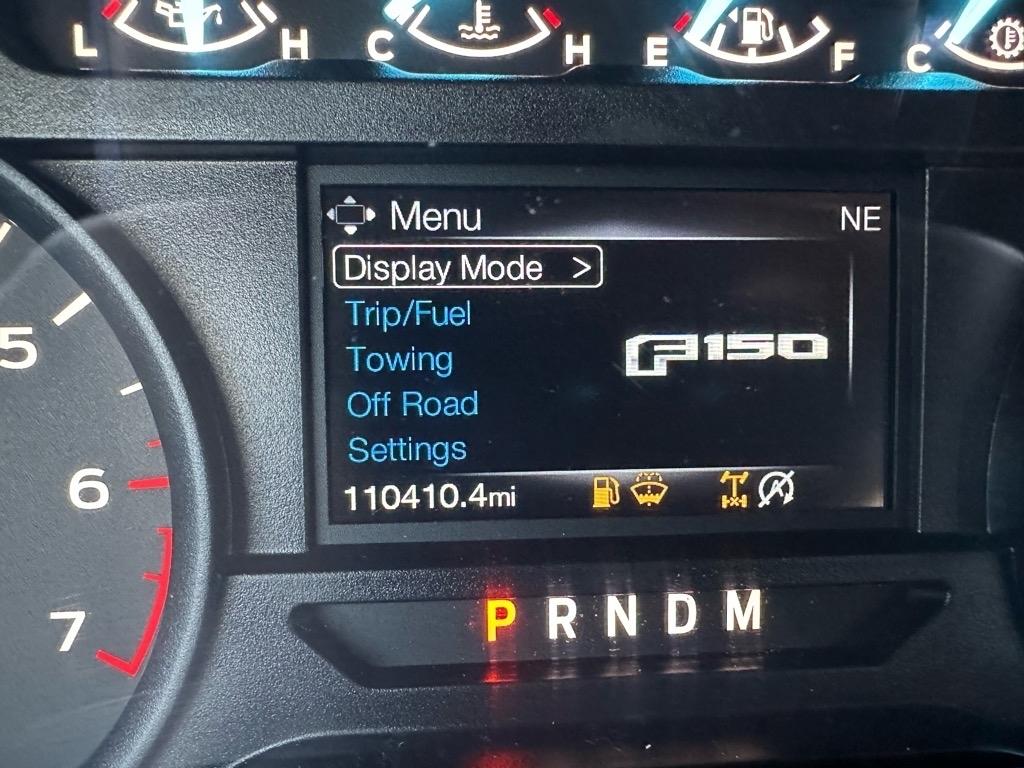 L H C H E F C
Menu NE
Display Mode >
5
Trip/Fuel
F150
Towing
Off Road
Settings
6
110410.4mi
P R N D M
7